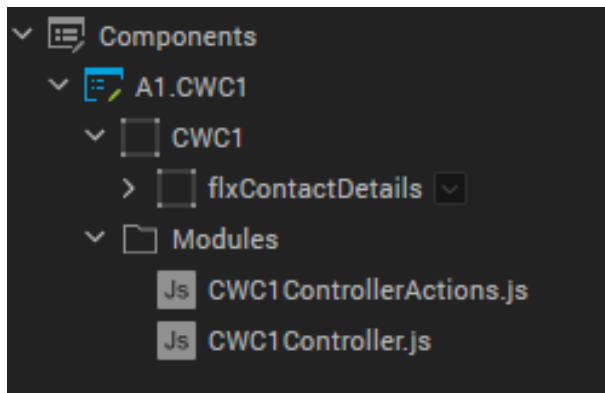 Components
A1.CWC1
CWC1
flxContactDetails
Modules
Js CWC1ControllerActions.js
Js CWC1Controller.js